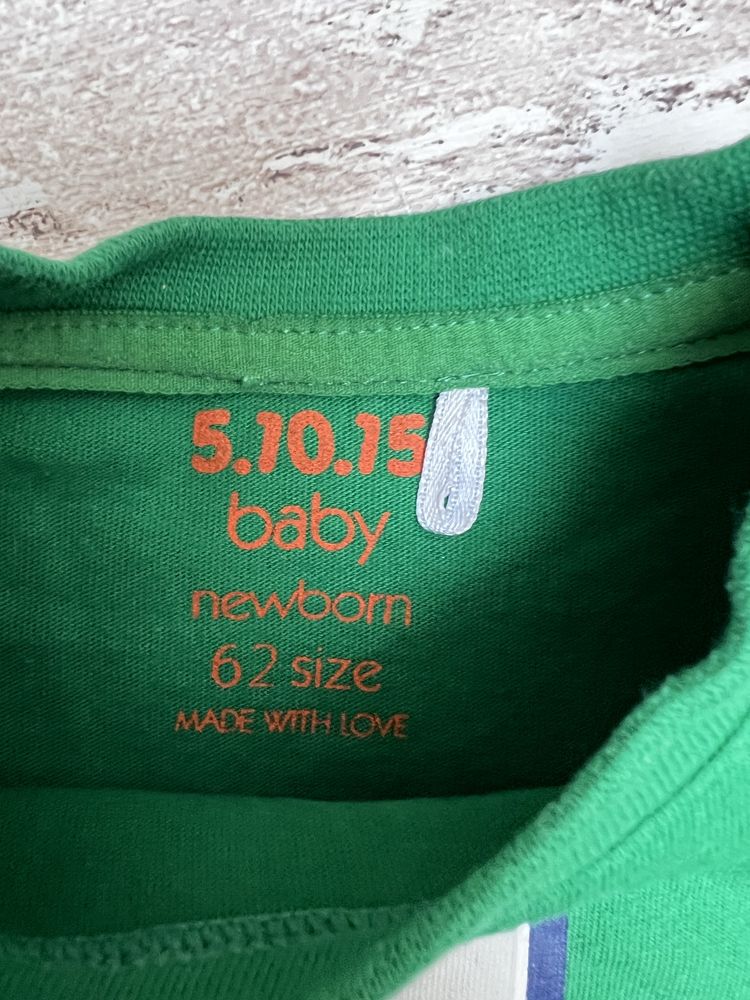 5.10.15
baby
newborn
62 size
MADE WITH LOVE